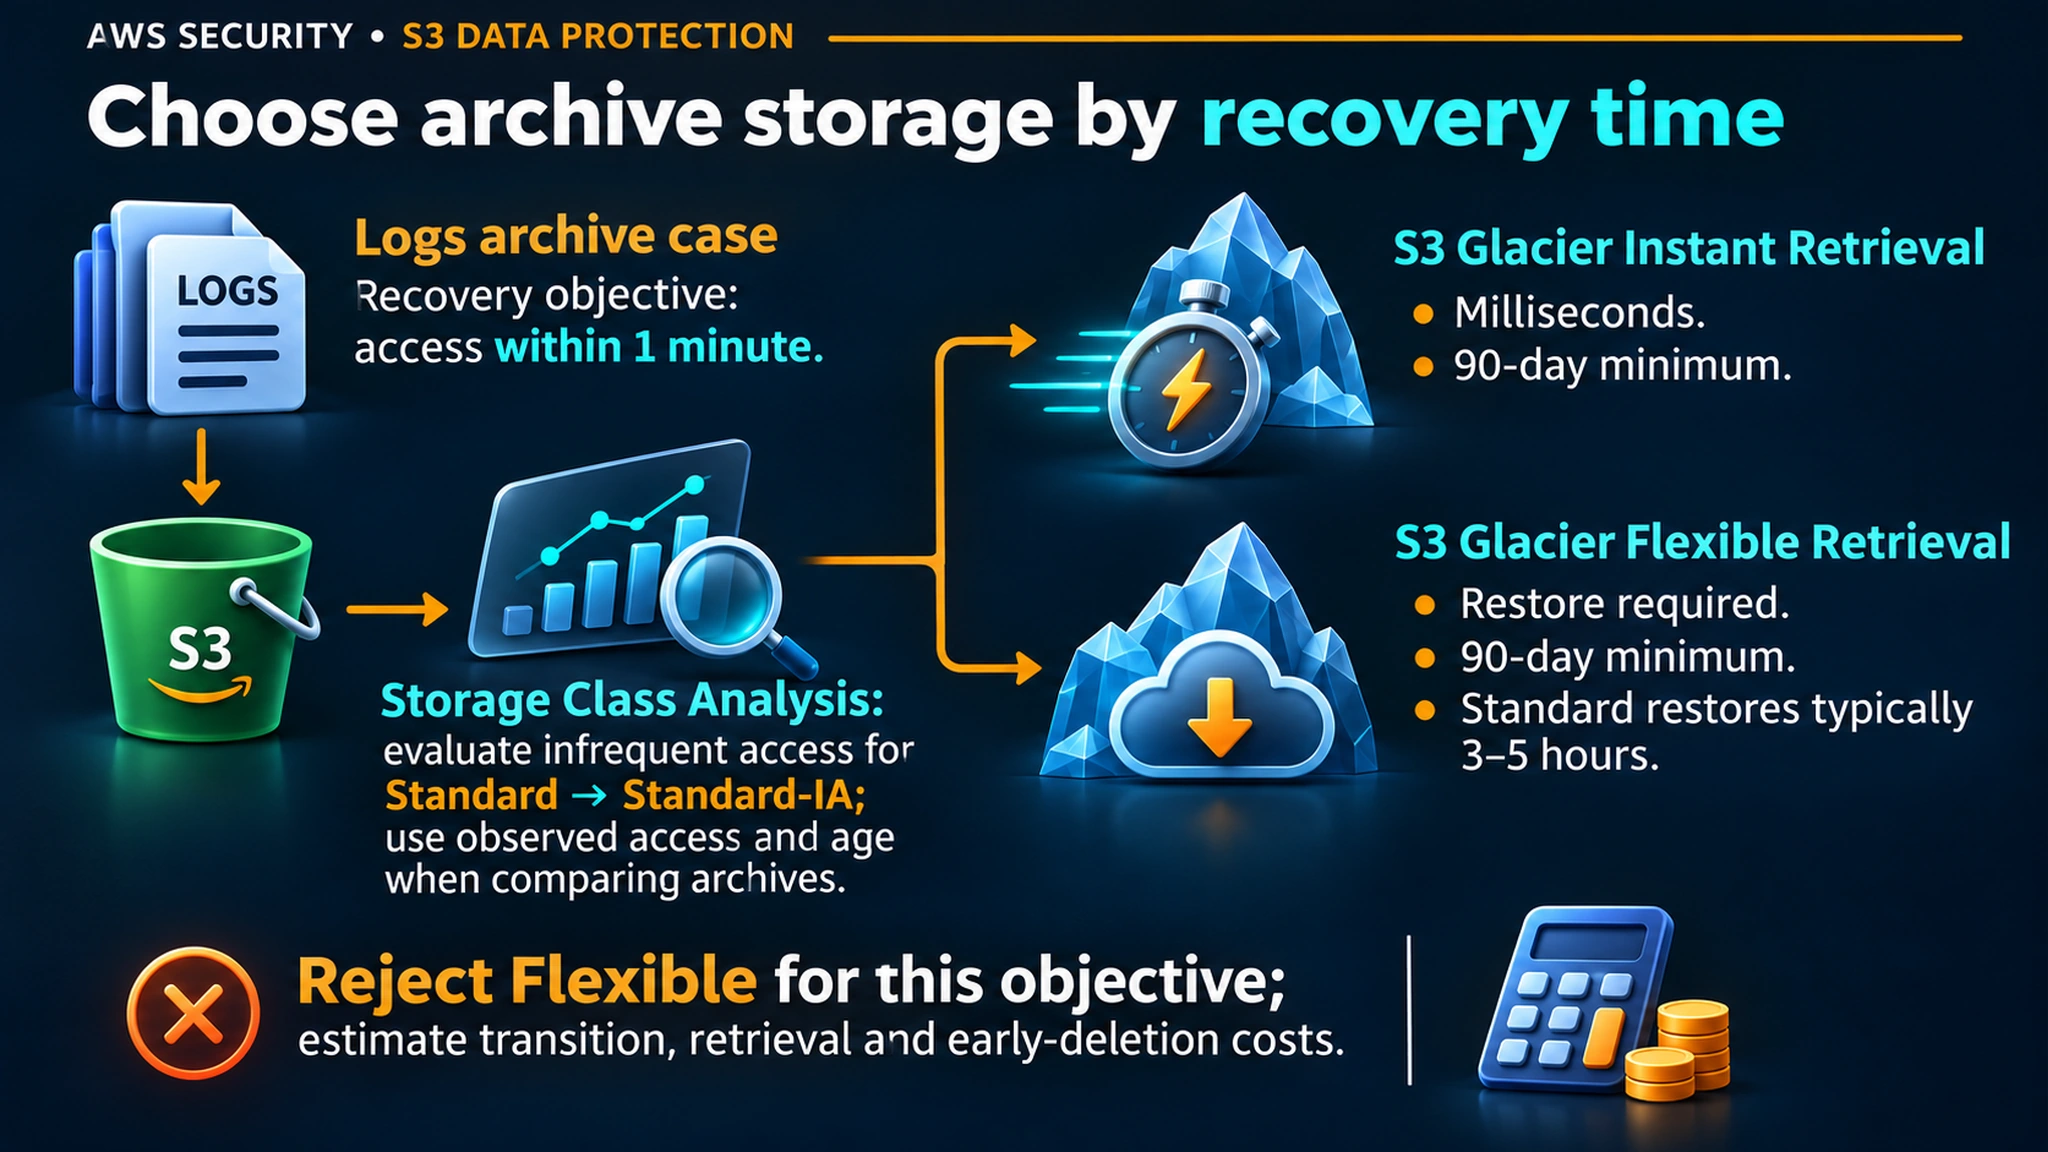 AWS SECURITY • S3 DATA PROTECTION
Choose archive storage by recovery time
LOGS
Logs archive case
Recovery objective:
access within 1 minute.
S3
Storage Class Analysis:
evaluate infrequent access for
Standard → Standard-IA;
use observed access and age
when comparing archives.
S3 Glacier Instant Retrieval
• Milliseconds.
• 90-day minimum.
S3 Glacier Flexible Retrieval
• Restore required.
• 90-day minimum.
• Standard restores typically
3–5 hours.
Reject Flexible for this objective;
estimate transition, retrieval and early-deletion costs.